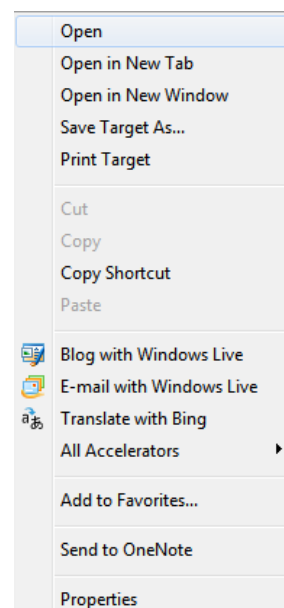 Open
Open in New Tab
Open in New Window
Save Target As...
Print Target
Cut
Copy
Copy Shortcut
Paste
Blog with Windows Live
E-mail with Windows Live
aあ Translate with Bing
All Accelerators
Add to Favorites...
Send to OneNote
Properties